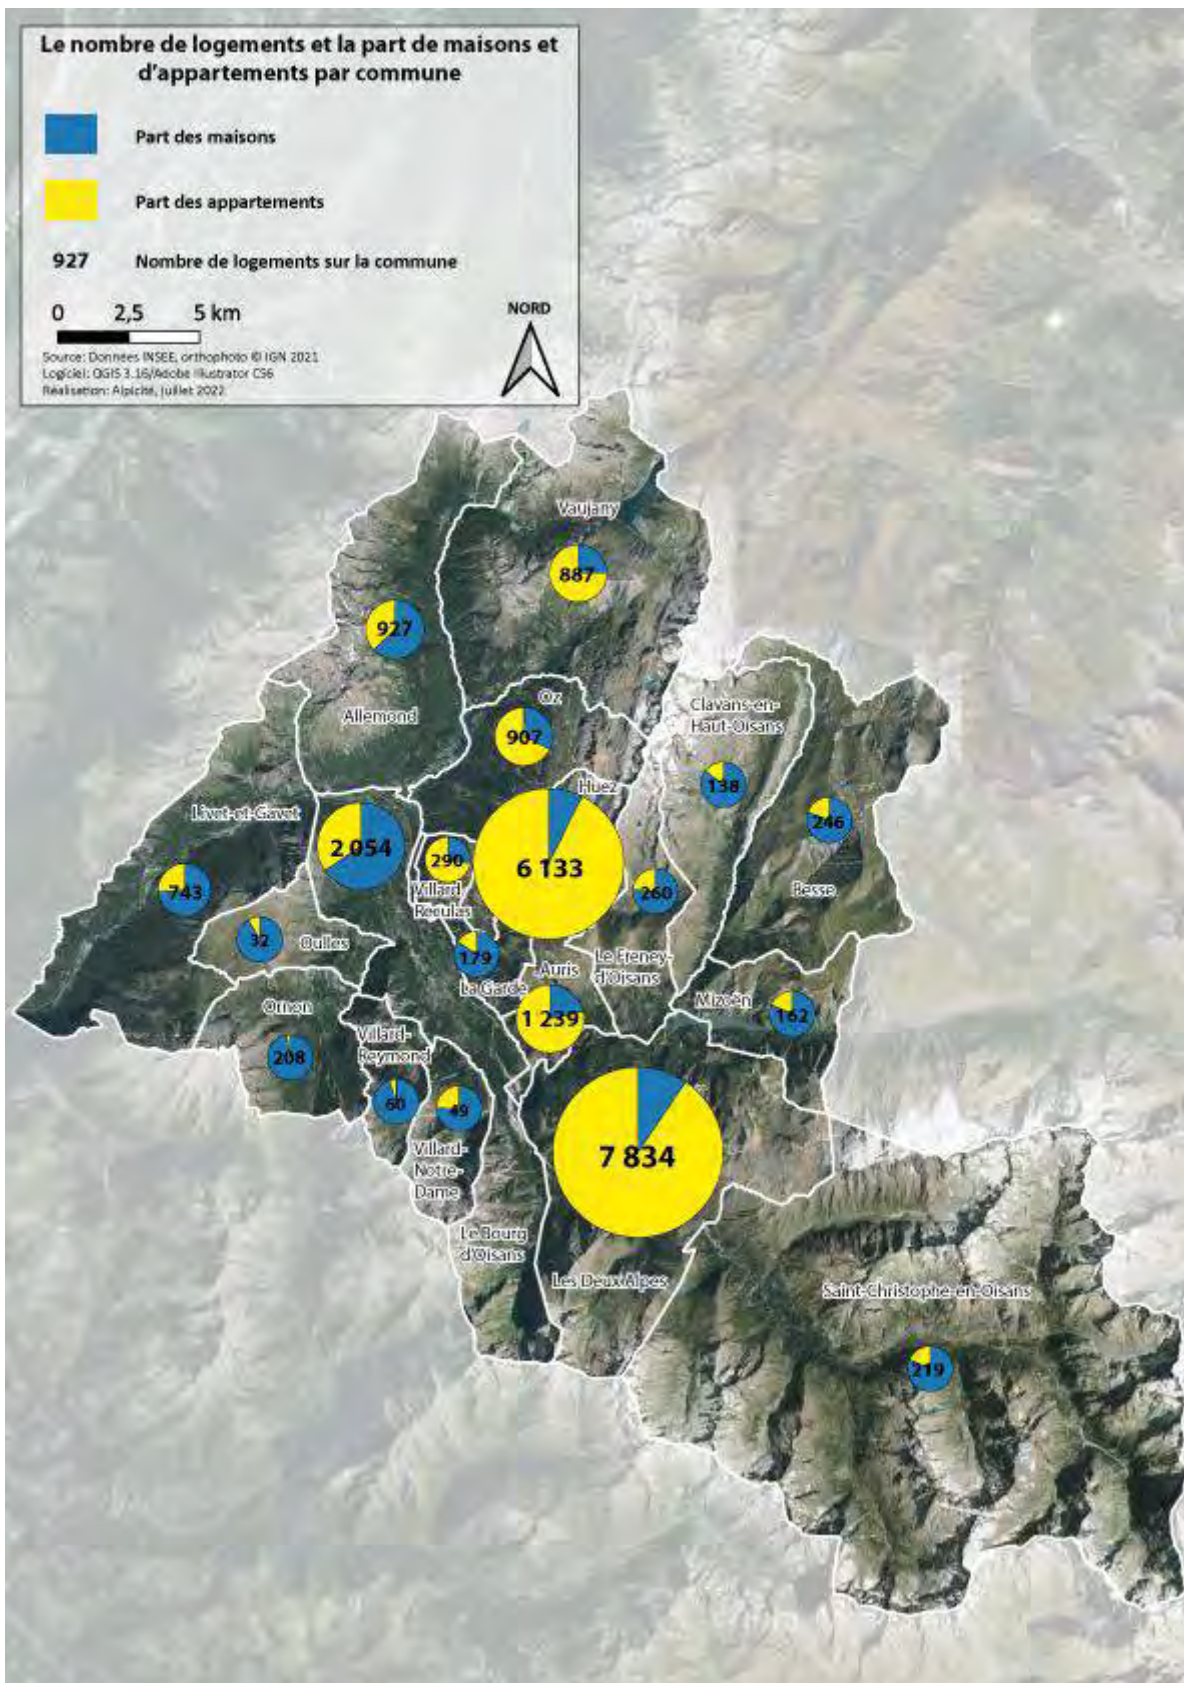 Le nombre de logements et la part de maisons et
d'appartements par commune
Part des maisons
Part des appartements
927 Nombre de logements sur la commune
0 2,5 5 km
NORD
Source: Données INSEE, orthophoto © IGN 2021
Logiciel: QGIS 3.16/Adobe Illustrator CS6
Réalisation: Alpicité, juillet 2022
Vaujany
887
927
Allemond
Oz
907
Clavans-en-
Haut-Oisans
138
Huez
6 133
246
Besse
Livet-et-Gavet
743
2 054
290
Villard
Reculas
260
32
Oulles
179
La Garde
Auris
1 239
Le Freney-
d'Oisans
Mizoën
162
Ornon
208
Villard-
Reymond
60
49
Villard-
Notre-
Dame
7 834
Le Bourg
d'Oisans
Les Deux Alpes
Saint-Christophe-en-Oisans
219